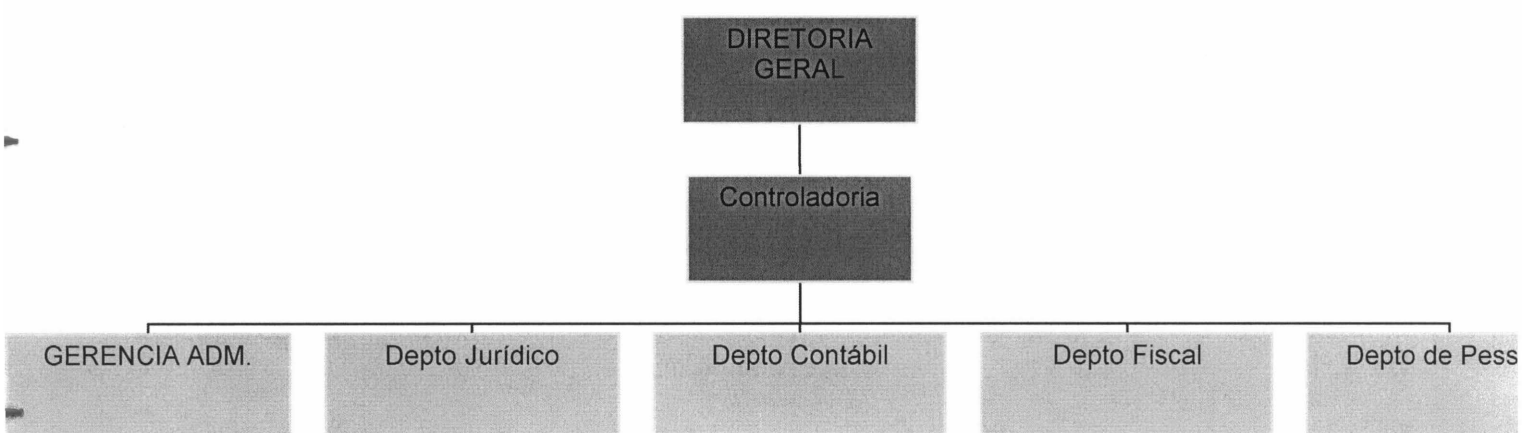 DIRETORIA
GERAL
Controladoria
GERENCIA ADM.
Depto Jurídico
Depto Contábil
Depto Fiscal
Depto de Pess